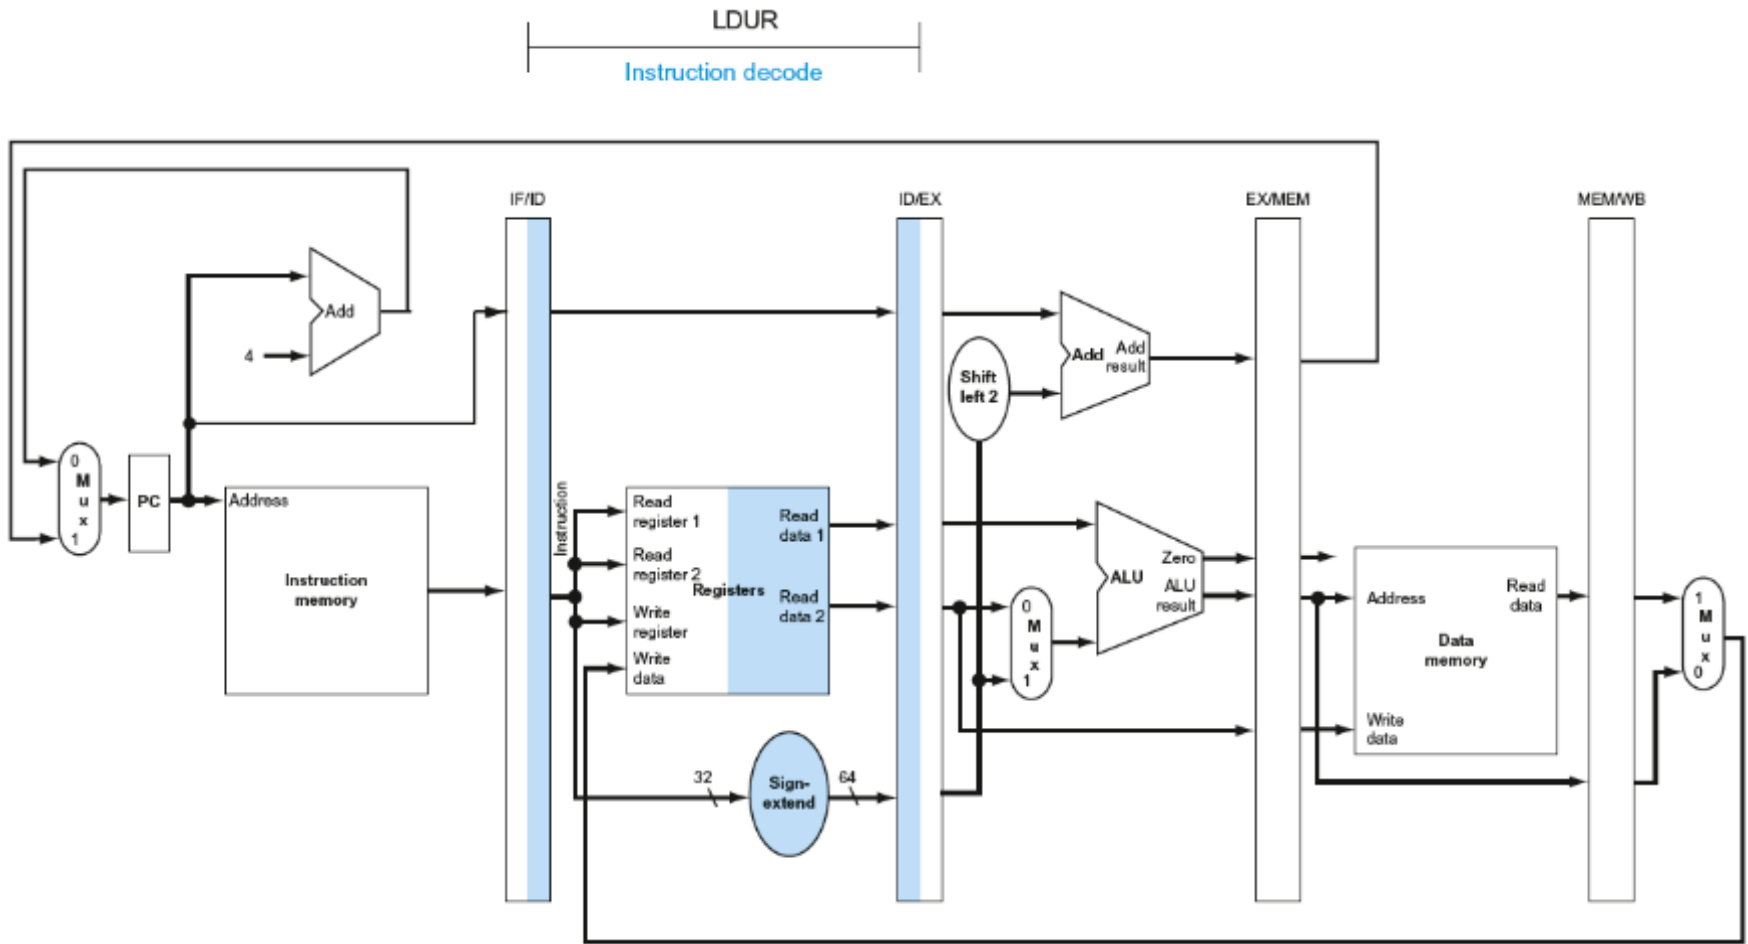 LDUR
Instruction decode
IF/ID
ID/EX
EX/MEM
MEM/WB
Add
4
Add
Add
result
Shift
left 2
0
M
u
x
1
PC
Address
Instruction
memory
Instruction
Read
register 1
Read
register 2
Registers
Write
register
Write
data
Read
data 1
Read
data 2
0
M
u
x
1
Zero
ALU
ALU
result
Address
Read
data
Data
memory
Write
data
1
M
u
x
0
32
Sign-
extend
64